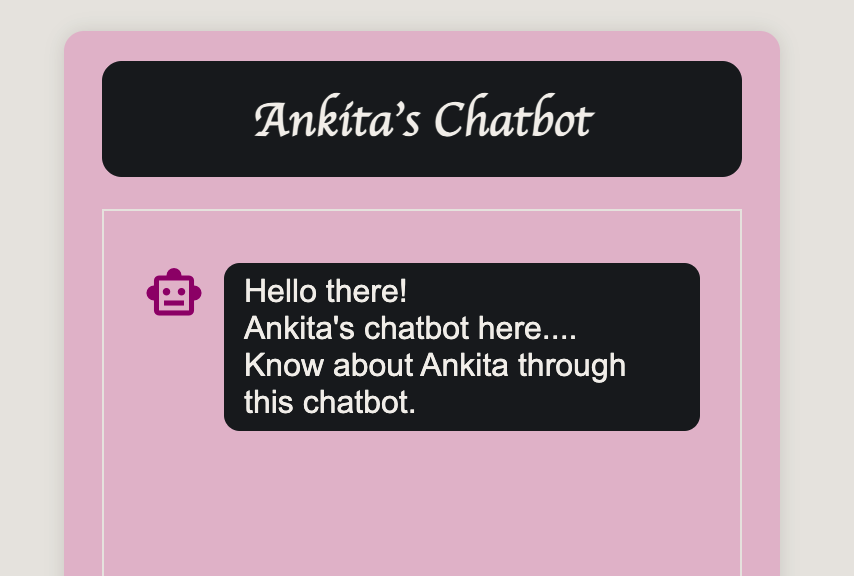 Ankita's Chatbot
Hello there!
Ankita's chatbot here....
Know about Ankita through
this chatbot.